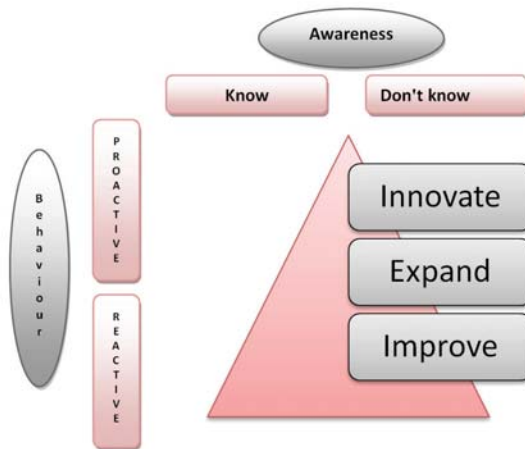 Awareness
Know
Don't know
PROACTIVE
Behaviour
REACTIVE
Innovate
Expand
Improve